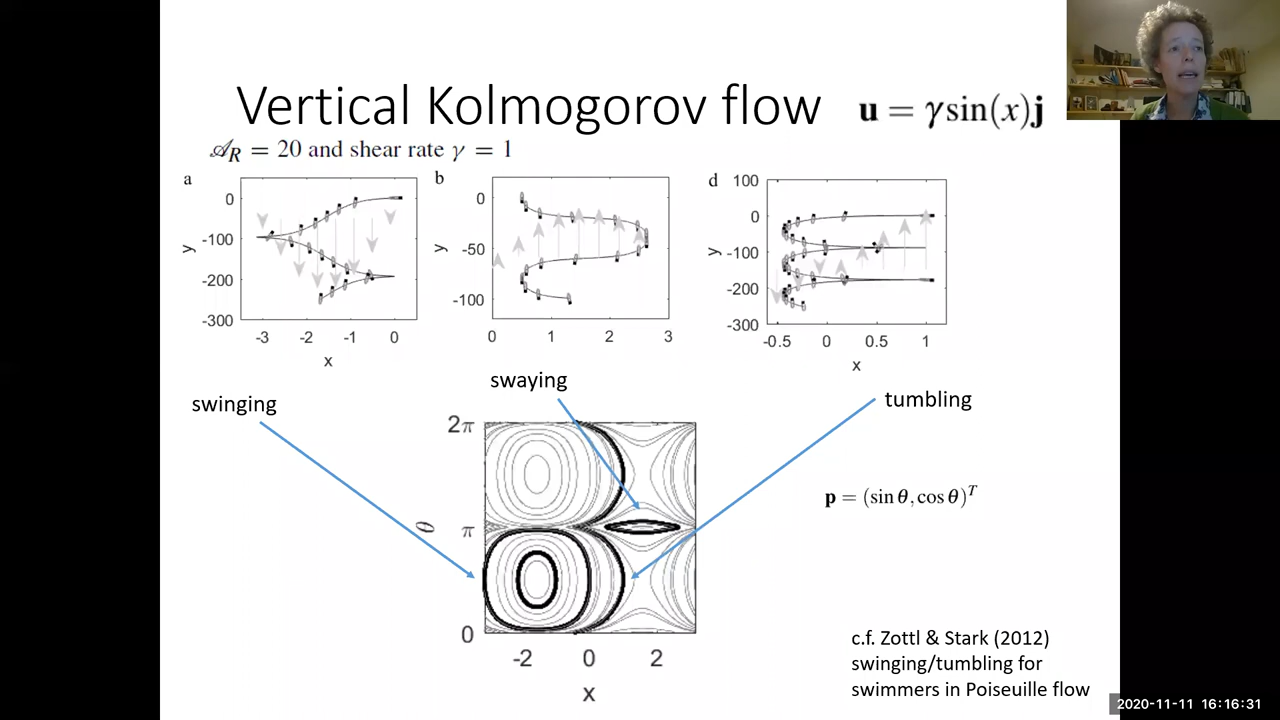 Vertical Kolmogorov flow u = γ sin(x)j
𝒜R = 20 and shear rate γ = 1
a
0
-100
-200
-300
y
-3 -2 -1 0
x
b
0
-50
-100
y
0 1 2 3
d
100
0
-100
-200
-300
y
-0.5 0 0.5 1
x
swaying
swinging
tumbling
2π
π
0
θ
-2 0 2
x
p = (sin θ, cos θ)ᵀ
c.f. Zottl & Stark (2012)
swinging/tumbling for
swimmers in Poiseuille flow
2020-11-11 16:16:31